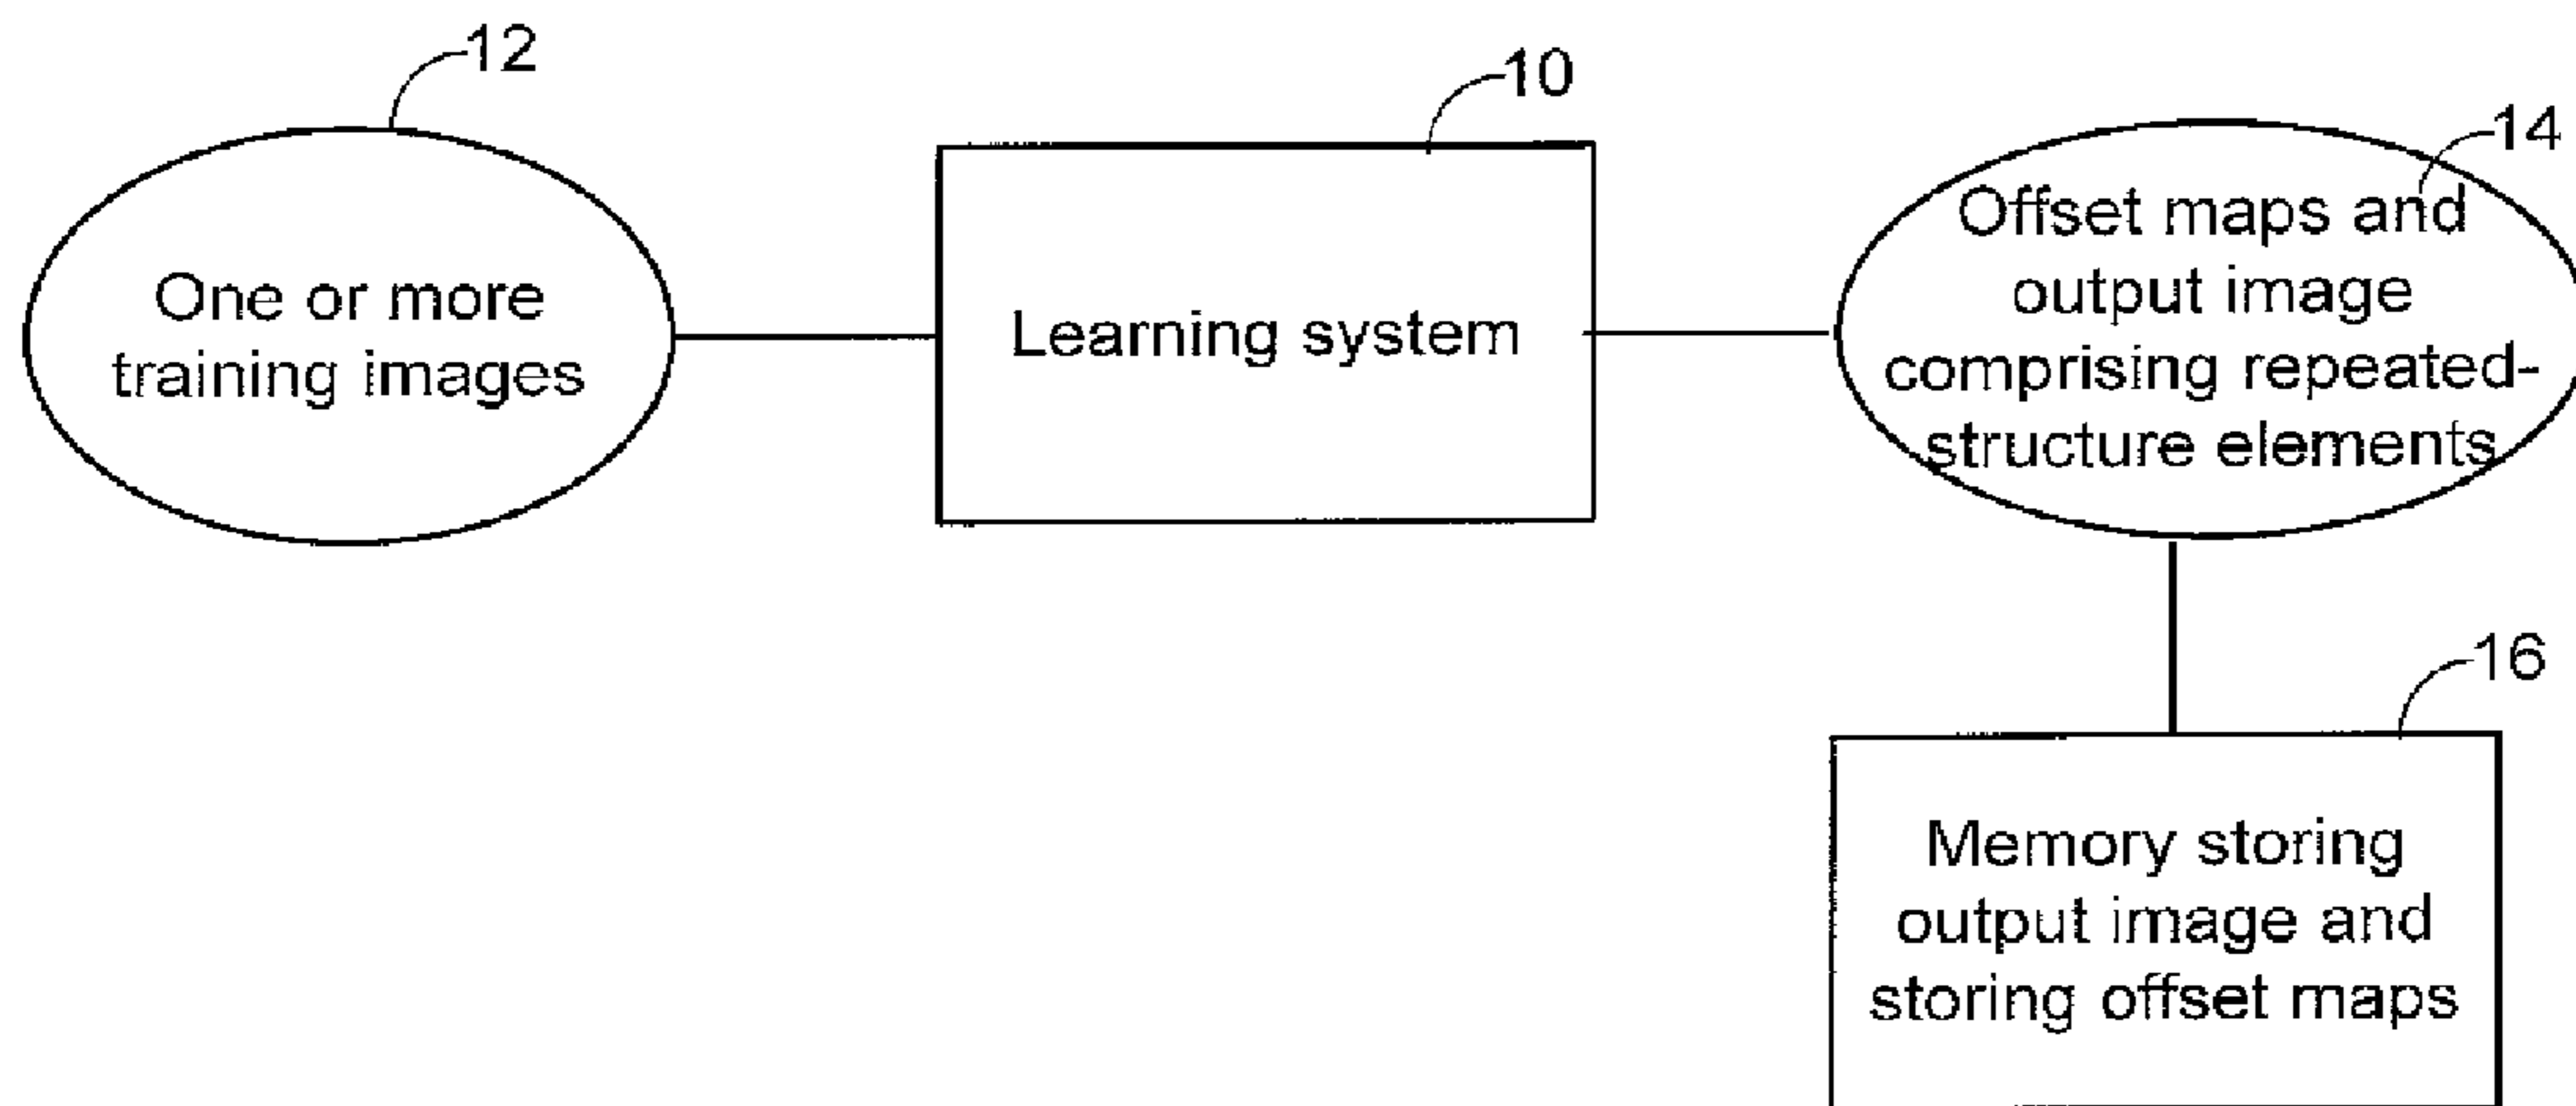 12
One or more
training images
10
Learning system
14
Offset maps and
output image
comprising repeated-
structure elements
16
Memory storing
output image and
storing offset maps